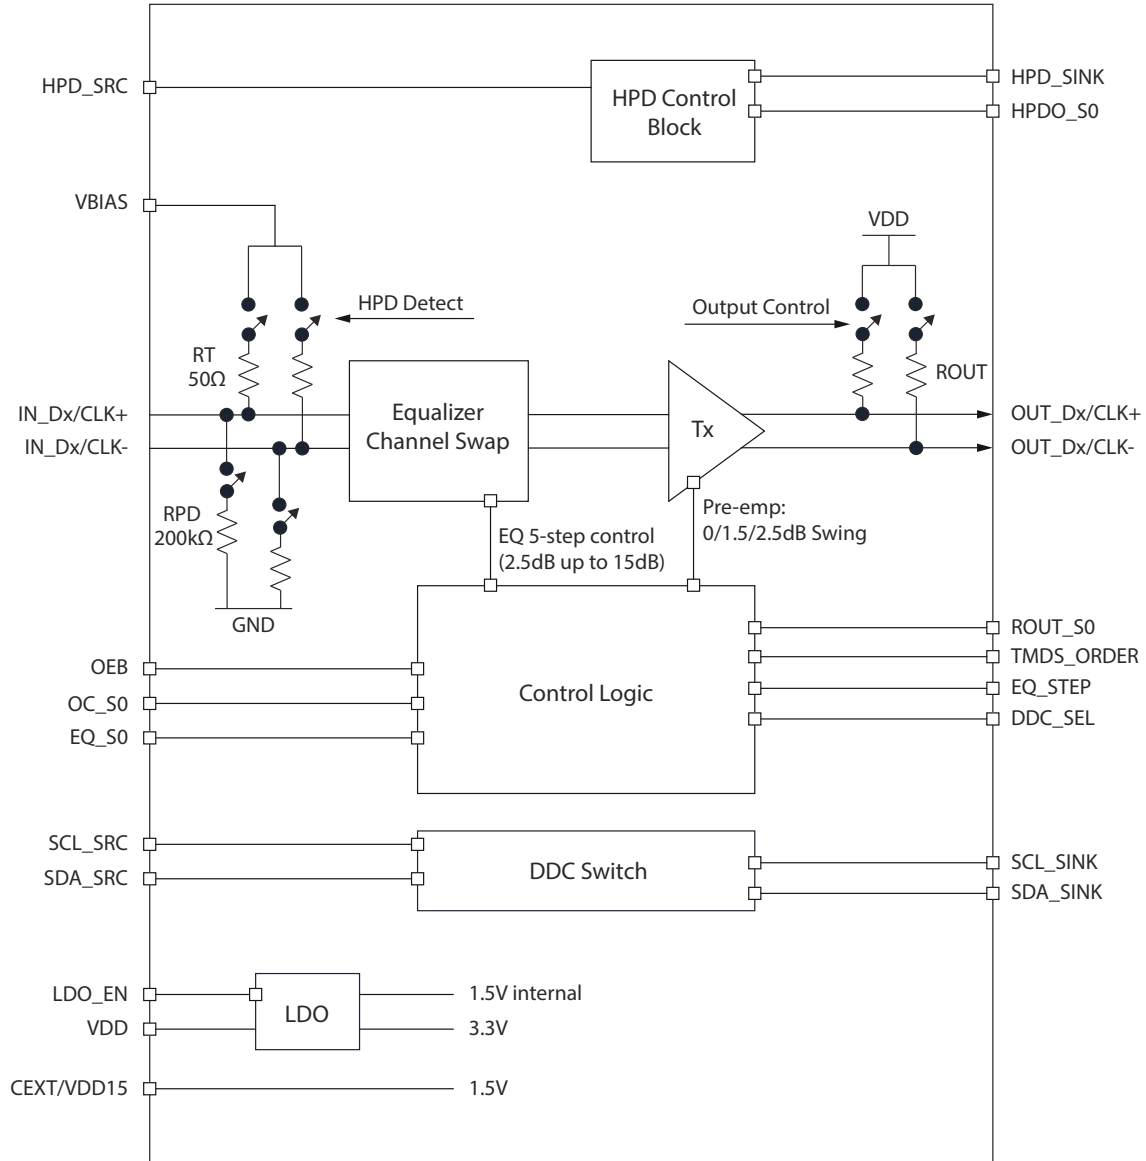 HPD_SRC
HPD Control
Block
HPD_SINK
HPDO_S0
VBIAS
VDD
HPD Detect
Output Control
RT
50Ω
ROUT
IN_Dx/CLK+
IN_Dx/CLK-
Equalizer
Channel Swap
Tx
OUT_Dx/CLK+
OUT_Dx/CLK-
RPD
200kΩ
EQ 5-step control
(2.5dB up to 15dB)
Pre-emp:
0/1.5/2.5dB Swing
GND
OEB
OC_S0
EQ_S0
Control Logic
ROUT_S0
TMDS_ORDER
EQ_STEP
DDC_SEL
SCL_SRC
SDA_SRC
DDC Switch
SCL_SINK
SDA_SINK
LDO_EN
VDD
LDO
1.5V internal
3.3V
CEXT/VDD15
1.5V